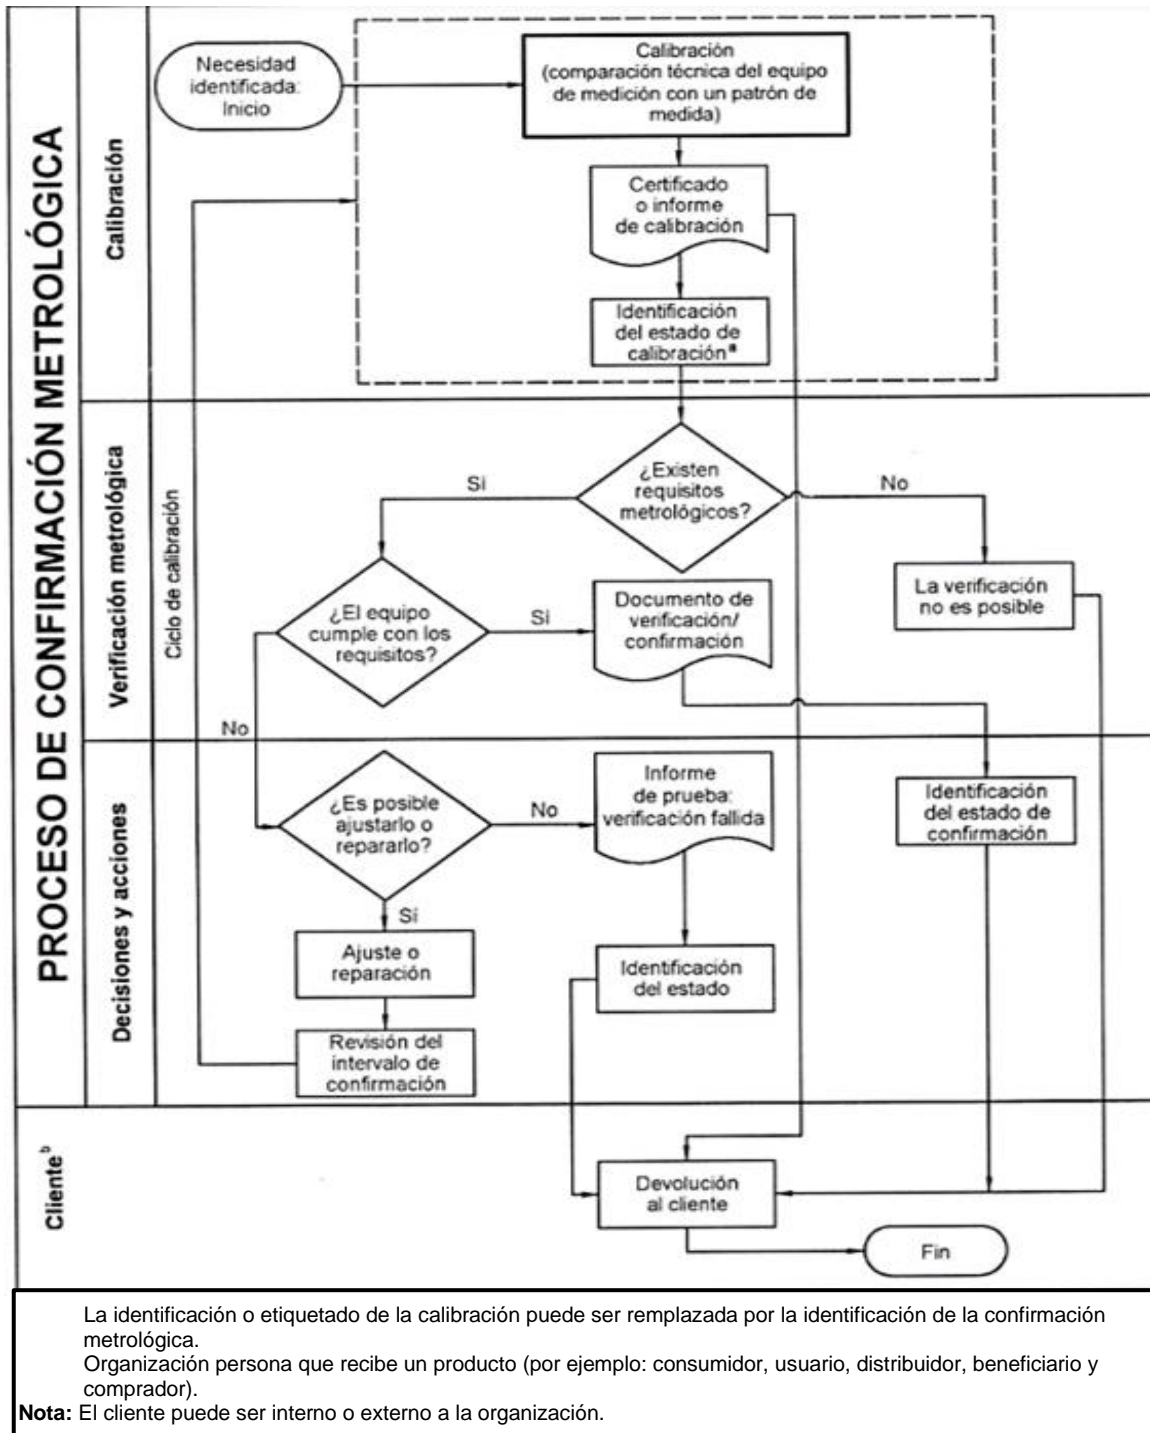 PROCESO DE CONFIRMACIÓN METROLÓGICA
Calibración
Necesidad
identificada:
Inicio
Calibración
(comparación técnica del equipo
de medición con un patrón de
medida)
Certificado
o informe
de calibración
Identificación
del estado de
calibraciónª
Verificación metrológica
Ciclo de calibración
¿Existen
requisitos
metrológicos?
Sí
No
¿El equipo
cumple con los
requisitos?
Sí
Documento de
verificación/
confirmación
La verificación
no es posible
No
Decisiones y acciones
¿Es posible
ajustarlo o
repararlo?
No
Informe
de prueba:
verificación fallida
Identificación
del estado de
confirmación
Sí
Ajuste o
reparación
Identificación
del estado
Revisión del
intervalo de
confirmación
Clienteᵇ
Devolución
al cliente
Fin
La identificación o etiquetado de la calibración puede ser remplazada por la identificación de la confirmación
metrológica.
Organización persona que recibe un producto (por ejemplo: consumidor, usuario, distribuidor, beneficiario y
comprador).
Nota: El cliente puede ser interno o externo a la organización.